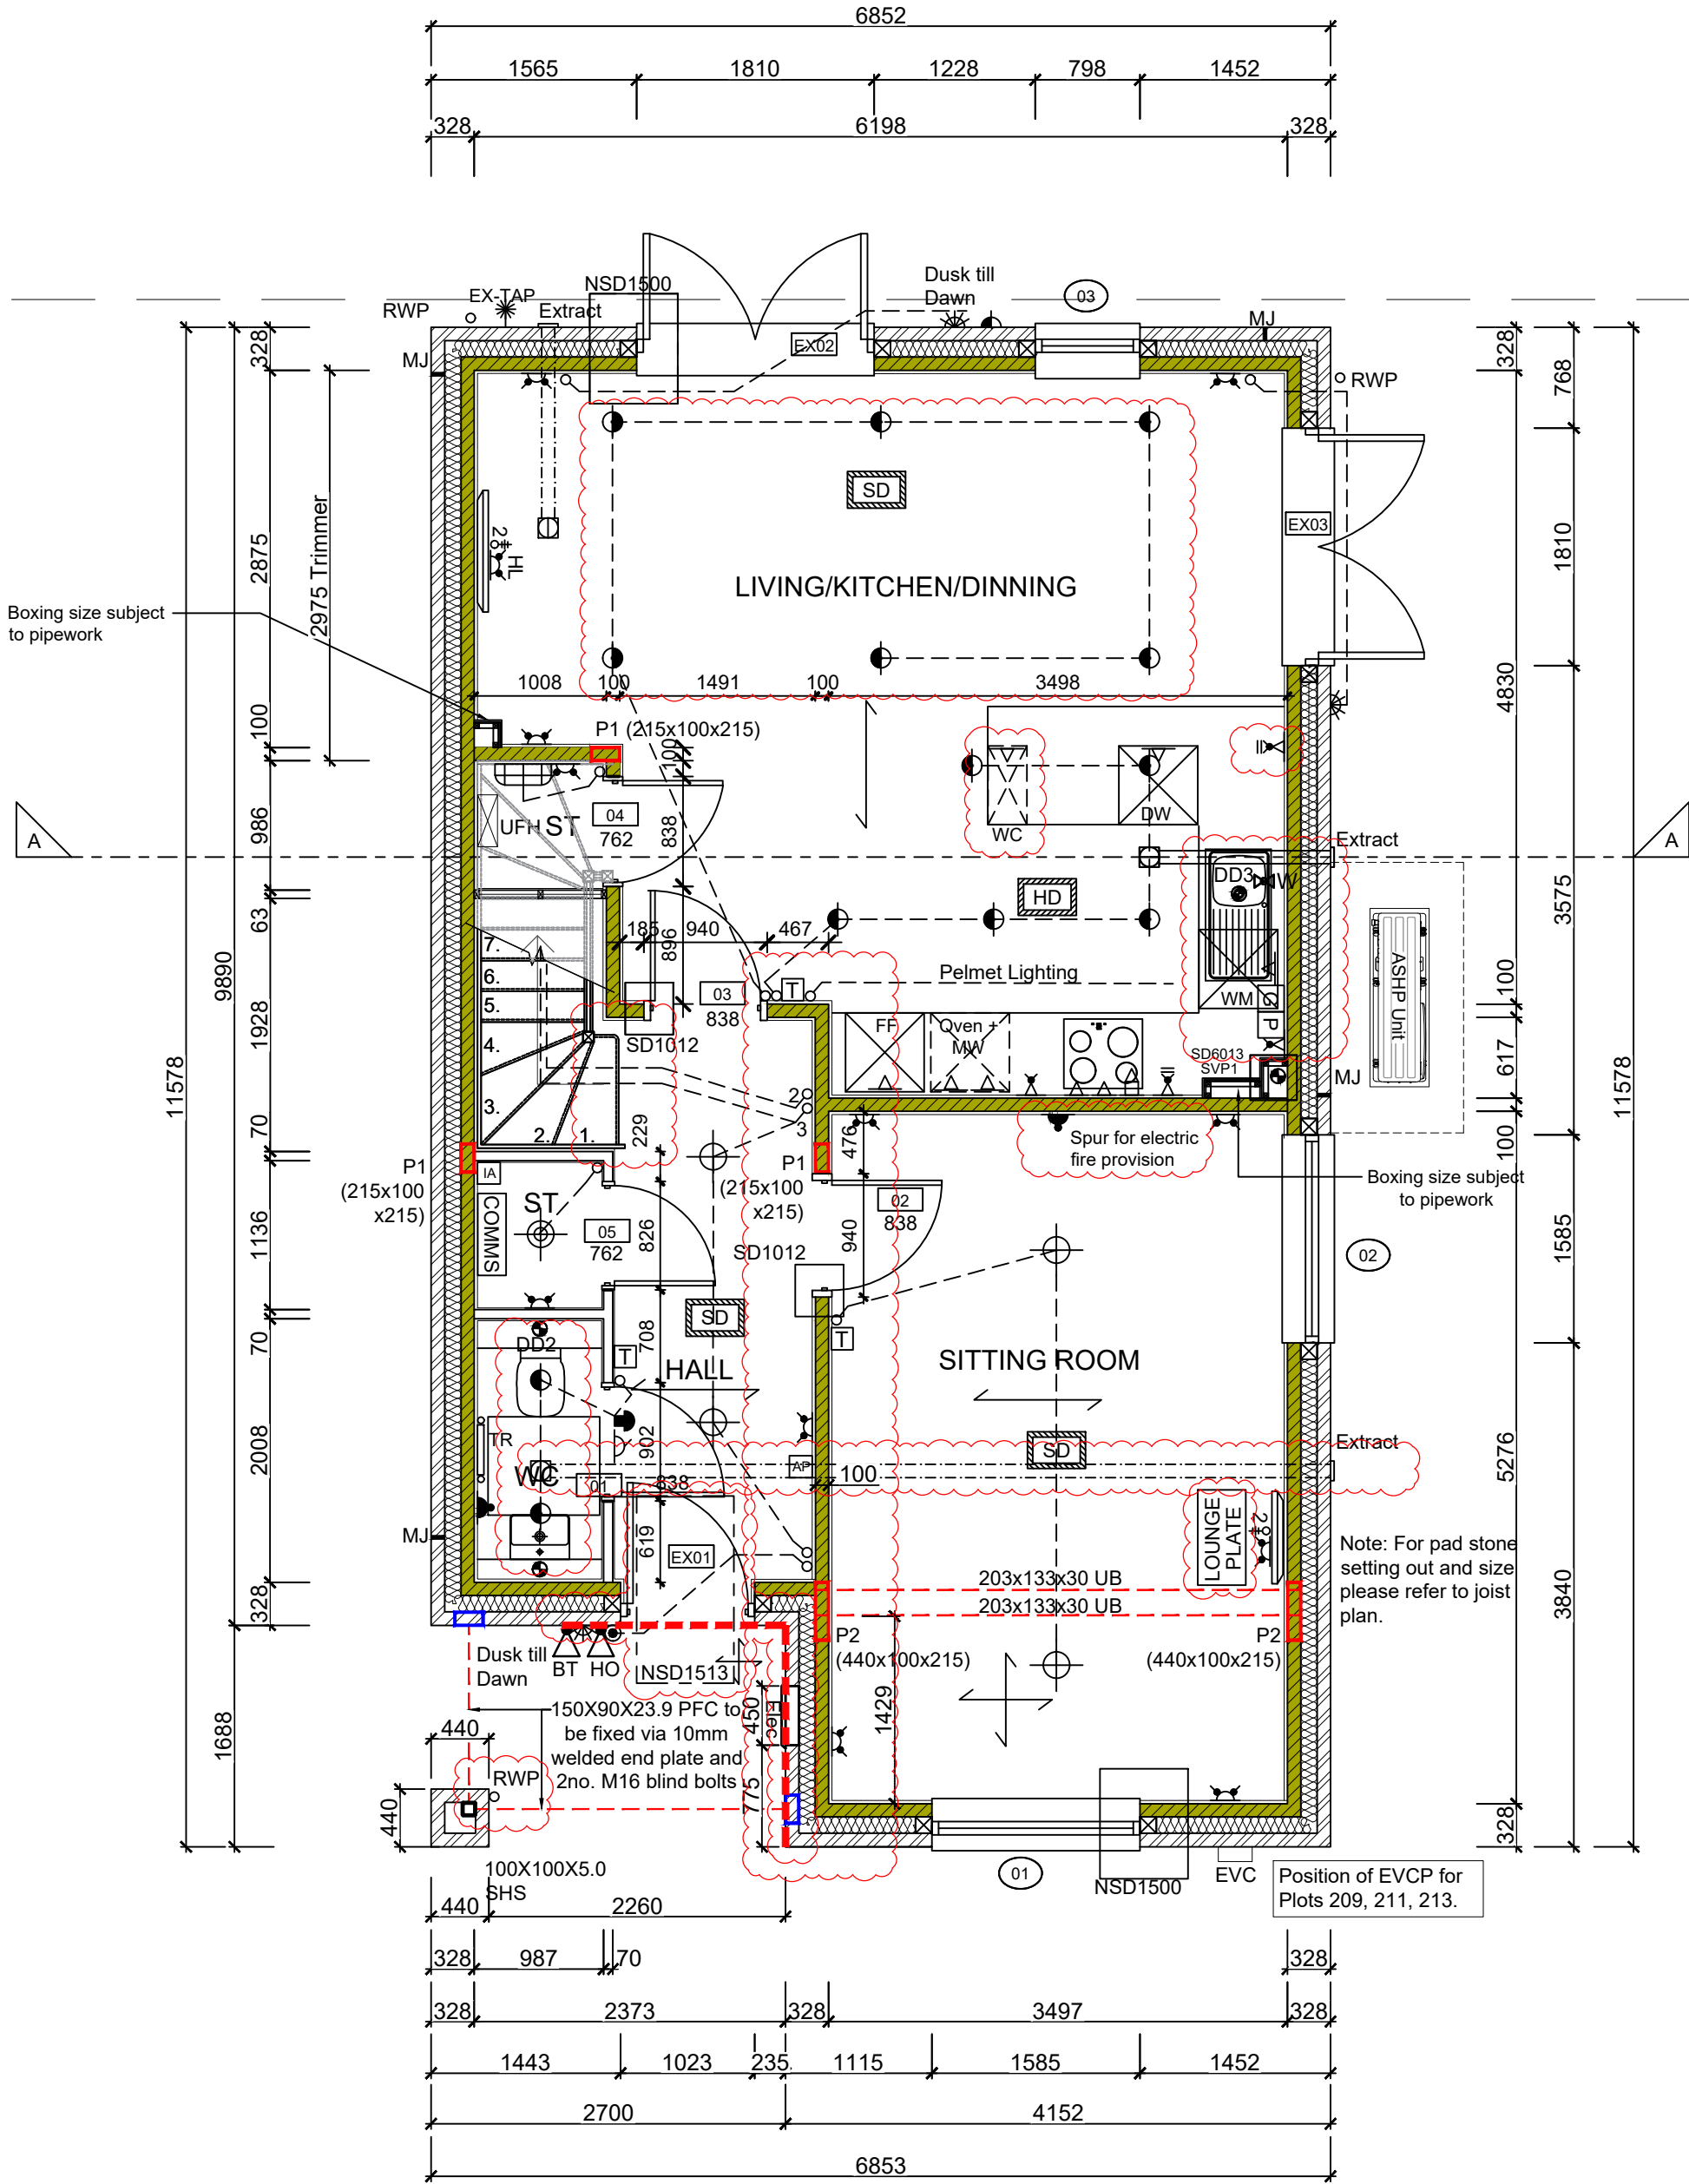 6852
1565 1810 1228 798 1452
328 6198 328
NSD1500
Dusk till
Dawn
03
RWP
EX-TAP
Extract
MJ
EX02
MJ
RWP
328
328
768
SD
EX03
1810
2875
2975 Trimmer
2
HL
LIVING/KITCHEN/DINNING
Boxing size subject
to pipework
1008 100 1491 100 3498
4830
P1 (215x100x215)
100
100
A
986
UFH
ST
04
762
838
WC
DW
Extract
A
DD3
W
HD
3575
63
185 940 467
896
Pelmet Lighting
ASHP Unit
9890
7.
6.
5.
4.
3.
2.
1.
03
838
T
WM
C
P
100
FF
Oven +
MW
SD1012
SD6013
SVP1
617
MJ
1928
11578
11578
2
3
229
476
Spur for electric
fire provision
100
70
P1
(215x100
x215)
IA
COMMS
ST
05
762
826
P1
(215x100
x215)
02
838
940
Boxing size subject
to pipework
1136
SD1012
1585
02
SD
T
70
DD2
T
708
HALL
SITTING ROOM
TR
WC
902
SD
Extract
5276
2008
01
838
AP
100
MJ
619
EX01
LOUNGE
PLATE
2
Note: For pad stone
setting out and size
please refer to joist
plan.
203x133x30 UB
203x133x30 UB
3840
328
Dusk till
Dawn
BT
HO
NSD1513
P2
(440x100x215)
P2
(440x100x215)
1688
150X90X23.9 PFC to
be fixed via 10mm
welded end plate and
2no. M16 blind bolts
450
Elec
1429
440
RWP
440
775
328
100X100X5.0
SHS
01
NSD1500
EVC
Position of EVCP for
Plots 209, 211, 213.
440 2260
328 987 70 328
328 2373 328 3497 328
1443 1023 235 1115 1585 1452
2700 4152
6853